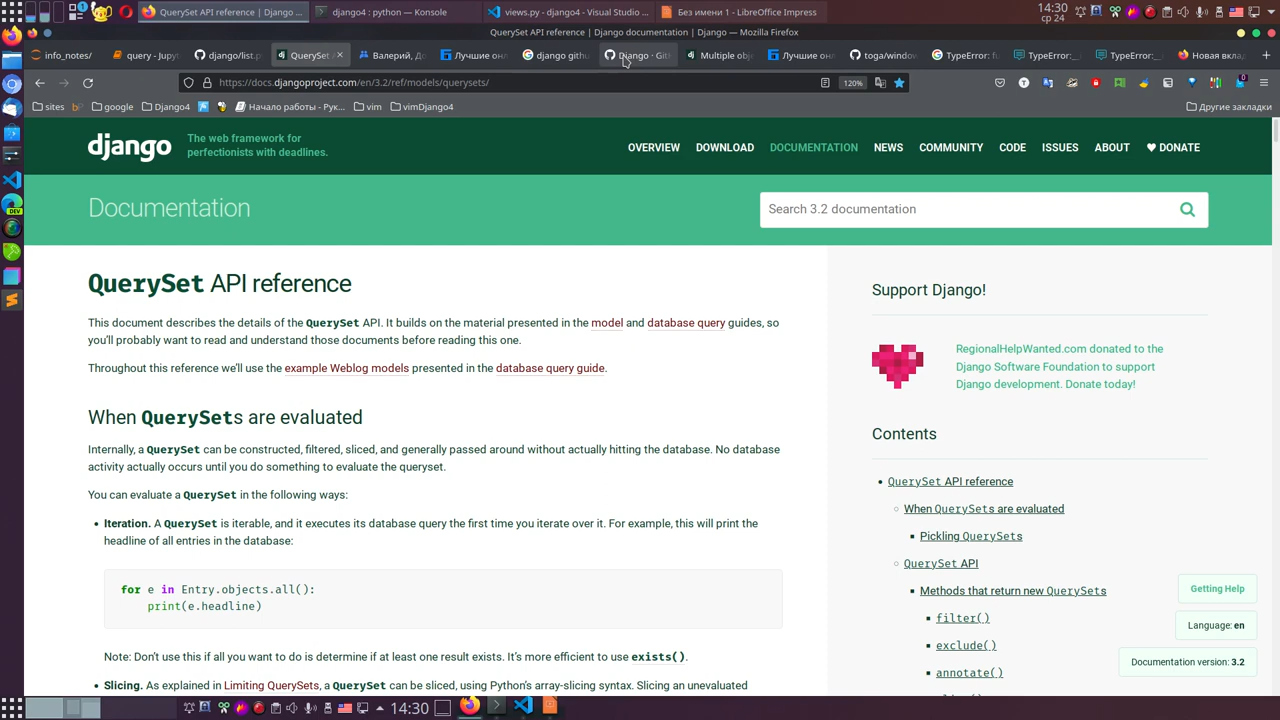 QuerySet API reference | Django ...
django4 : python — Konsole
views.py - django4 - Visual Studio ...
Без имени 1 - LibreOffice Impress
14:30
ср 24
QuerySet API reference | Django documentation | Django — Mozilla Firefox
info_notes/
query - Jupy
django/list.p
QuerySet A
Валерий, До
Лучшие онл
django githu
Django · Git
Multiple obj
Лучшие онл
toga/window
TypeError: fu
TypeError:
TypeError:
Новая вкла
https://docs.djangoproject.com/en/3.2/ref/models/querysets/
120%
sites
google
Django4
Начало работы - Рук...
vim
vimDjango4
Другие закладки
django
The web framework for
perfectionists with deadlines.
OVERVIEW DOWNLOAD DOCUMENTATION NEWS COMMUNITY CODE ISSUES ABOUT ♥ DONATE
Documentation
Search 3.2 documentation
QuerySet API reference
This document describes the details of the QuerySet API. It builds on the material presented in the model and database query guides, so
you'll probably want to read and understand those documents before reading this one.
Throughout this reference we'll use the example Weblog models presented in the database query guide.
When QuerySets are evaluated
Internally, a QuerySet can be constructed, filtered, sliced, and generally passed around without actually hitting the database. No database
activity actually occurs until you do something to evaluate the queryset.
You can evaluate a QuerySet in the following ways:
• Iteration. A QuerySet is iterable, and it executes its database query the first time you iterate over it. For example, this will print the
headline of all entries in the database:
for e in Entry.objects.all():
print(e.headline)
Note: Don't use this if all you want to do is determine if at least one result exists. It's more efficient to use exists().
• Slicing. As explained in Limiting QuerySets, a QuerySet can be sliced, using Python's array-slicing syntax. Slicing an unevaluated
Support Django!
RegionalHelpWanted.com donated to the
Django Software Foundation to support
Django development. Donate today!
Contents
QuerySet API reference
When QuerySets are evaluated
Pickling QuerySets
QuerySet API
Methods that return new QuerySets
filter()
exclude()
annotate()
Getting Help
Language: en
Documentation version: 3.2
DEV
14:30